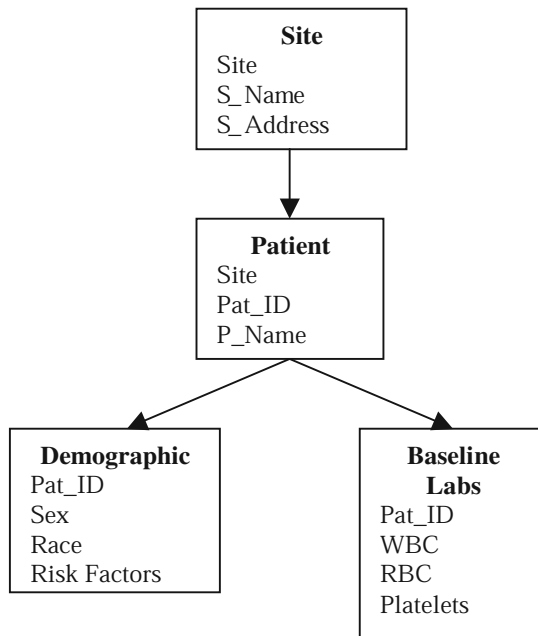 Site
Site
S_Name
S_Address
Patient
Site
Pat_ID
P_Name
Demographic
Pat_ID
Sex
Race
Risk Factors
Baseline
Labs
Pat_ID
WBC
RBC
Platelets